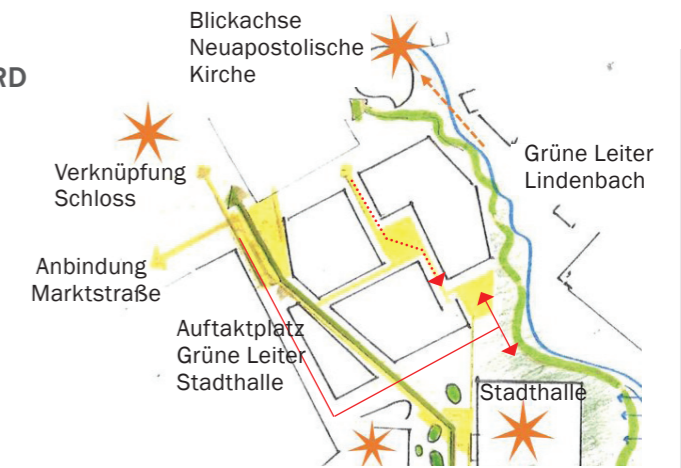 Blickachse
Neuapostolische
Kirche
RD
Verknüpfung
Schloss
Grüne Leiter
Lindenbach
Anbindung
Marktstraße
Auftaktplatz
Grüne Leiter
Stadthalle
Stadthalle